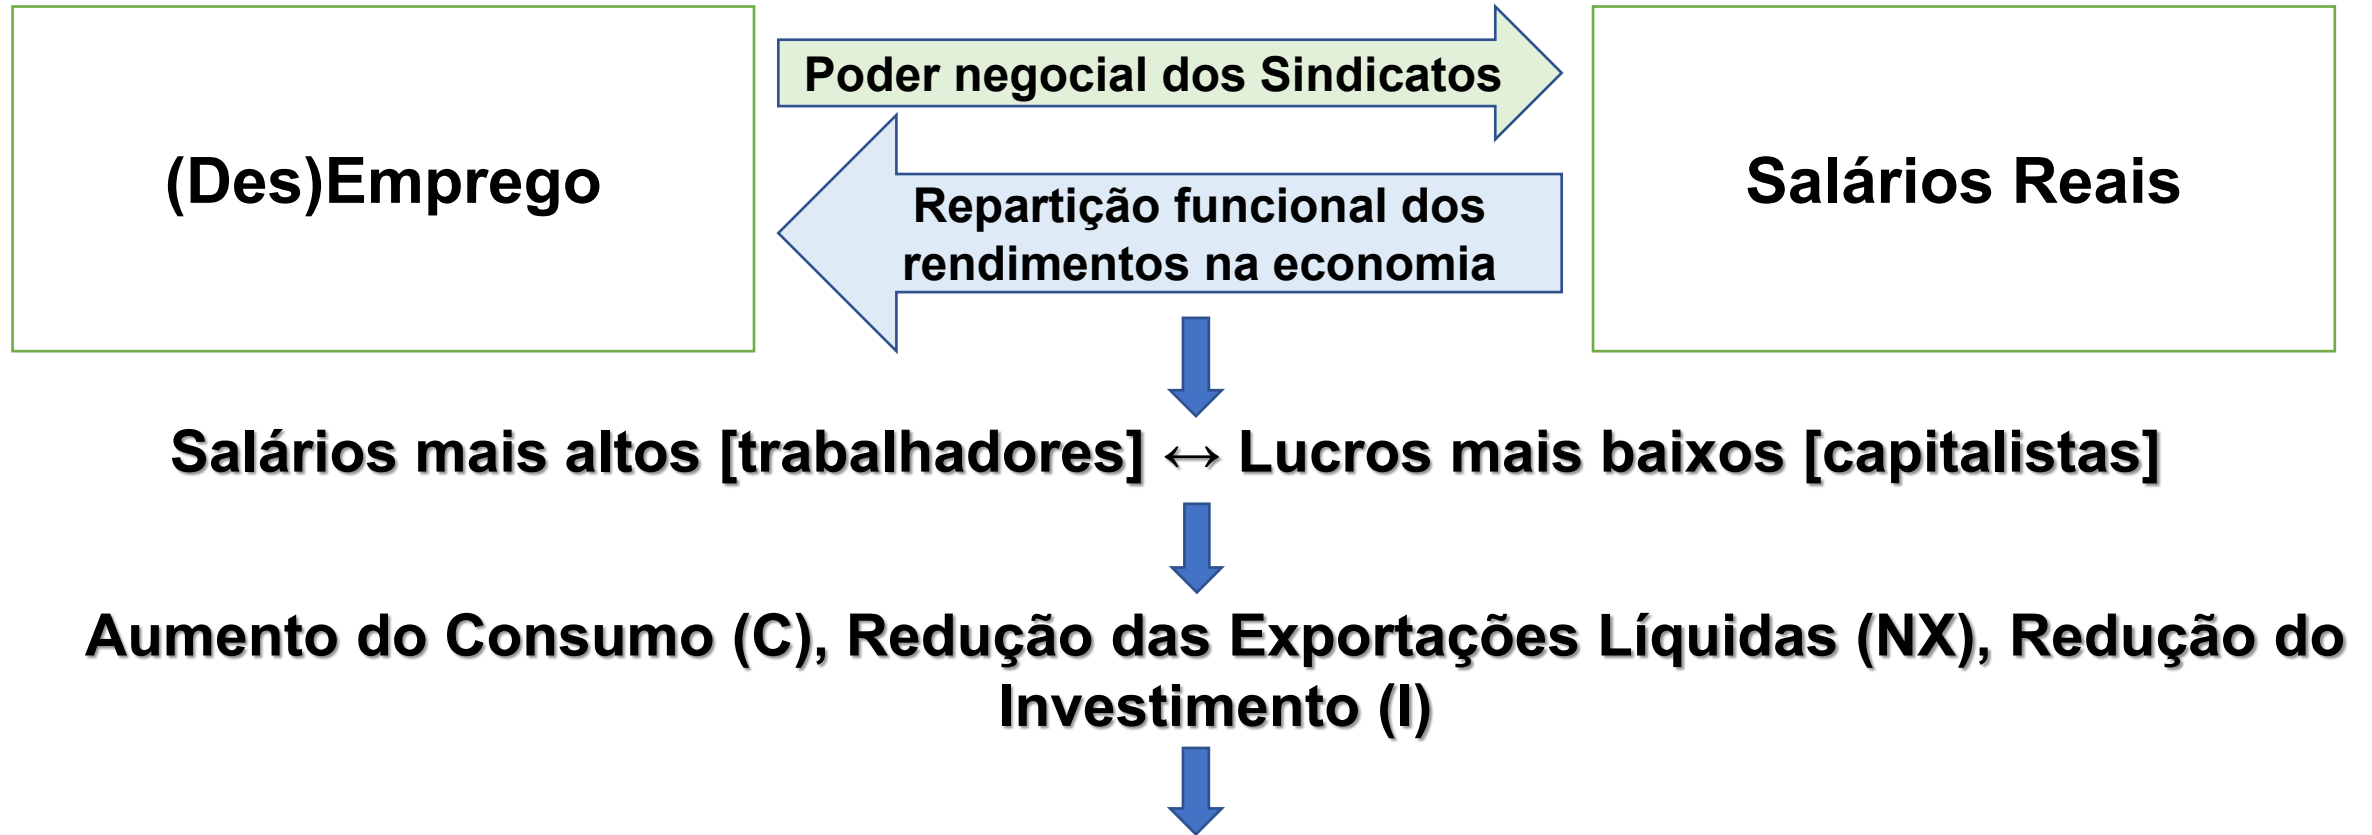 Poder negocial dos Sindicatos
(Des)Emprego
Salários Reais
Repartição funcional dos
rendimentos na economia
Salários mais altos [trabalhadores] ↔ Lucros mais baixos [capitalistas]
Aumento do Consumo (C), Redução das Exportações Líquidas (NX), Redução do
Investimento (I)